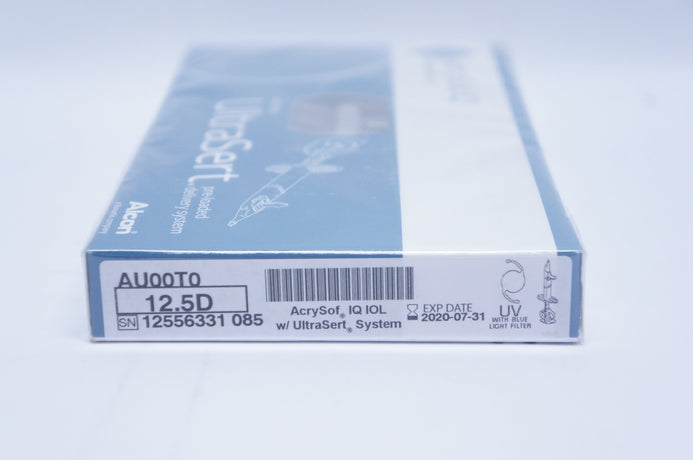 UltraSert
pre-loaded
delivery system
Alcon
AU00T0
12.5D
SN 12556331 085
AcrySof® IQ IOL
w/ UltraSert® System
EXP DATE
2020-07-31
UV
WITH BLUE
LIGHT FILTER